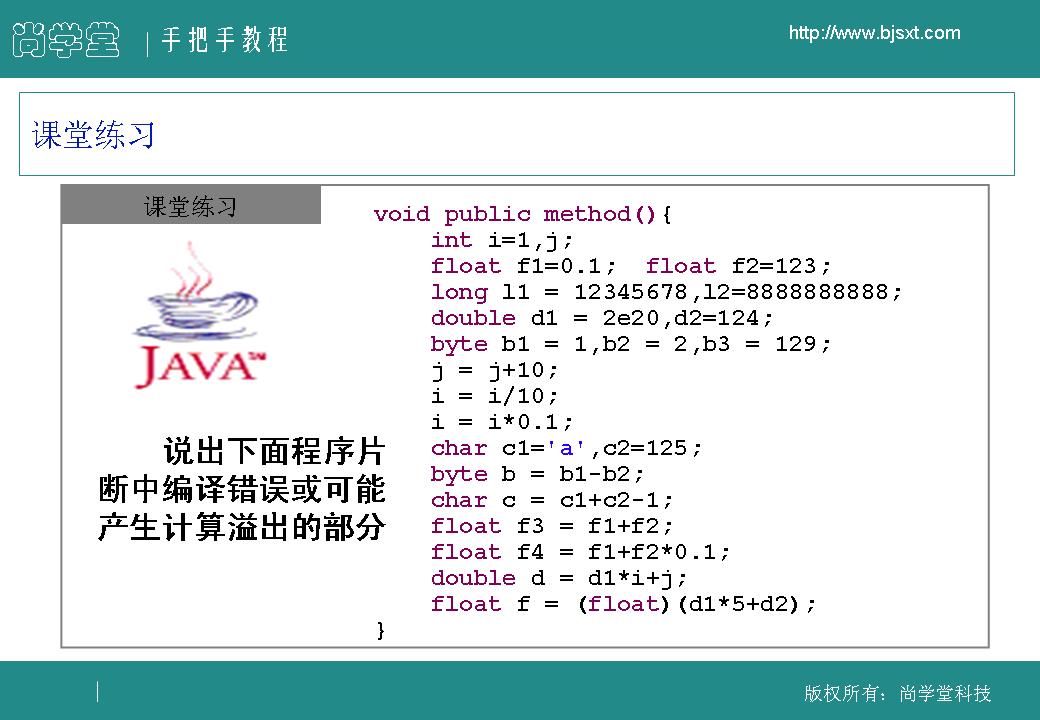 尚学堂 手把手教程
http://www.bjsxt.com
课堂练习
课堂练习
JAVA™
说出下面程序片
断中编译错误或可能
产生计算溢出的部分
void public method(){
    int i=1,j;
    float f1=0.1;  float f2=123;
    long l1 = 12345678,l2=8888888888;
    double d1 = 2e20,d2=124;
    byte b1 = 1,b2 = 2,b3 = 129;
    j = j+10;
    i = i/10;
    i = i*0.1;
    char c1='a',c2=125;
    byte b = b1-b2;
    char c = c1+c2-1;
    float f3 = f1+f2;
    float f4 = f1+f2*0.1;
    double d = d1*i+j;
    float f = (float)(d1*5+d2);
}
版权所有：尚学堂科技